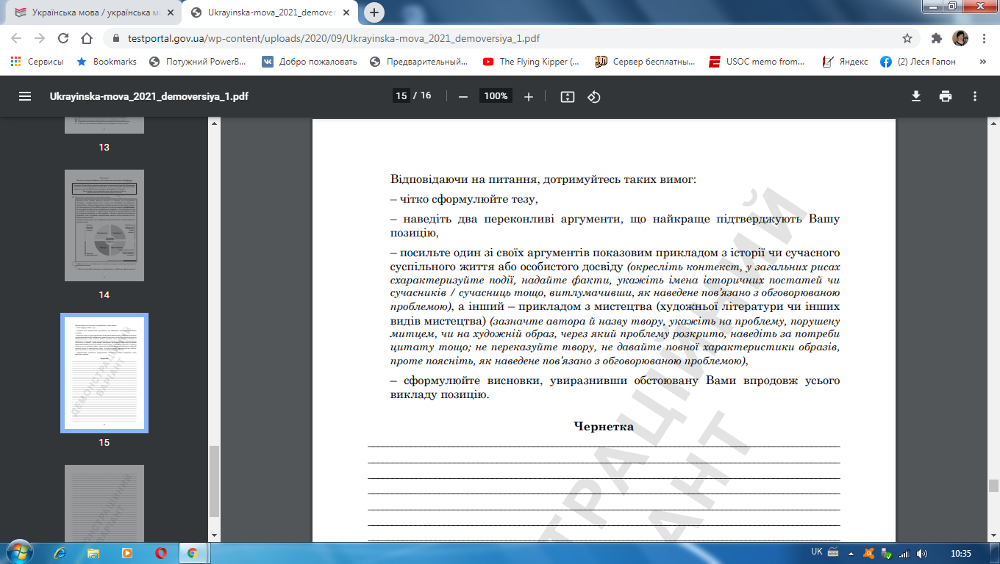 Українська мова / українська м
Ukrayinska-mova_2021_demover
testportal.gov.ua/wp-content/uploads/2020/09/Ukrayinska-mova_2021_demoversiya_1.pdf
Сервисы Bookmarks Потужний PowerB... Добро пожаловать Предварительный... The Flying Kipper (... Сервер бесплатны... USOC memo from... Яндекс (2) Леся Гапон »
Ukrayinska-mova_2021_demoversiya_1.pdf 15 / 16 100%
13
14
15
Відповідаючи на питання, дотримуйтесь таких вимог:
– чітко сформулюйте тезу,
– наведіть два переконливі аргументи, що найкраще підтверджують Вашу
позицію,
– посильте один зі своїх аргументів показовим прикладом з історії чи сучасного
суспільного життя або особистого досвіду (окресліть контекст, у загальних рисах
схарактеризуйте події, надайте факти, укажіть імена історичних постатей чи
сучасників / сучасниць тощо, витлумачивши, як наведене пов’язано з обговорюваною
проблемою), а інший – прикладом з мистецтва (художньої літератури чи інших
видів мистецтва) (зазначте автора й назву твору, укажіть на проблему, порушену
митцем, чи на художній образ, через який проблему розкрито, наведіть за потреби
цитату тощо; не переказуйте твору, не давайте повної характеристики образів,
проте поясніть, як наведене пов’язано з обговорюваною проблемою),
– сформулюйте висновки, увиразнивши обстоювану Вами впродовж усього
викладу позицію.
Чернетка
ТРАЦІЙНИЙ
АНТ
ДЕМОНСТРАЦІЙНИЙ
ВАРІАНТ
UK 10:35